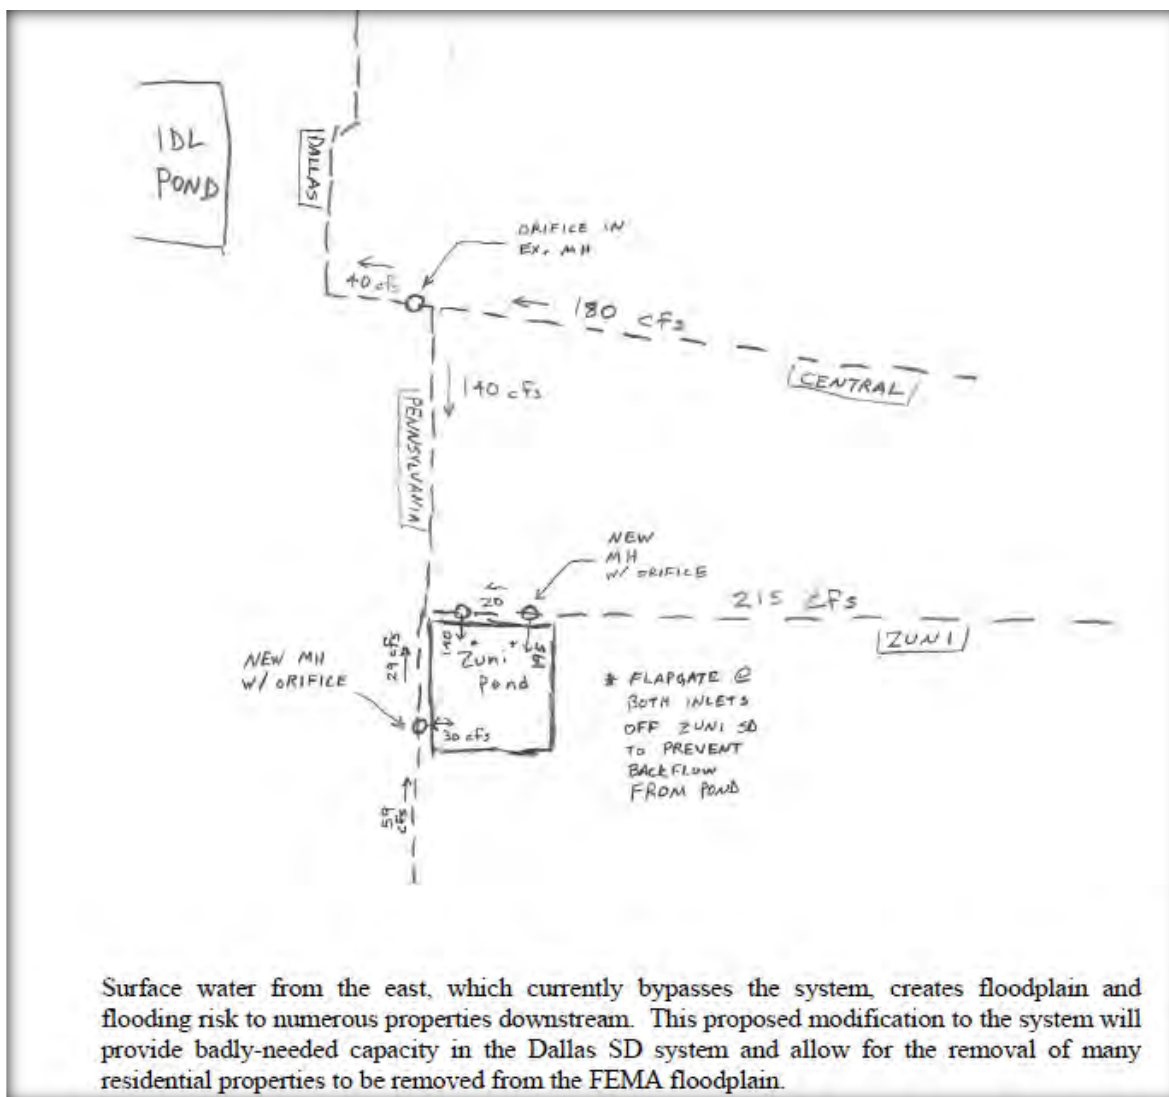 IDL
POND
DALLAS
ORIFICE IN
EX. MH
40 cfs
180 cfs
CENTRAL
140 cfs
PENNSYLVANIA
NEW
MH
W/ ORIFICE
20
215 cfs
ZUNI
29 cfs
NEW MH
W/ ORIFICE
190
195
Zuni
Pond
30 cfs
* FLAPGATE @
BOTH INLETS
OFF ZUNI SD
TO PREVENT
BACKFLOW
FROM POND
59
cfs
Surface water from the east, which currently bypasses the system, creates floodplain and
flooding risk to numerous properties downstream. This proposed modification to the system will
provide badly-needed capacity in the Dallas SD system and allow for the removal of many
residential properties to be removed from the FEMA floodplain.